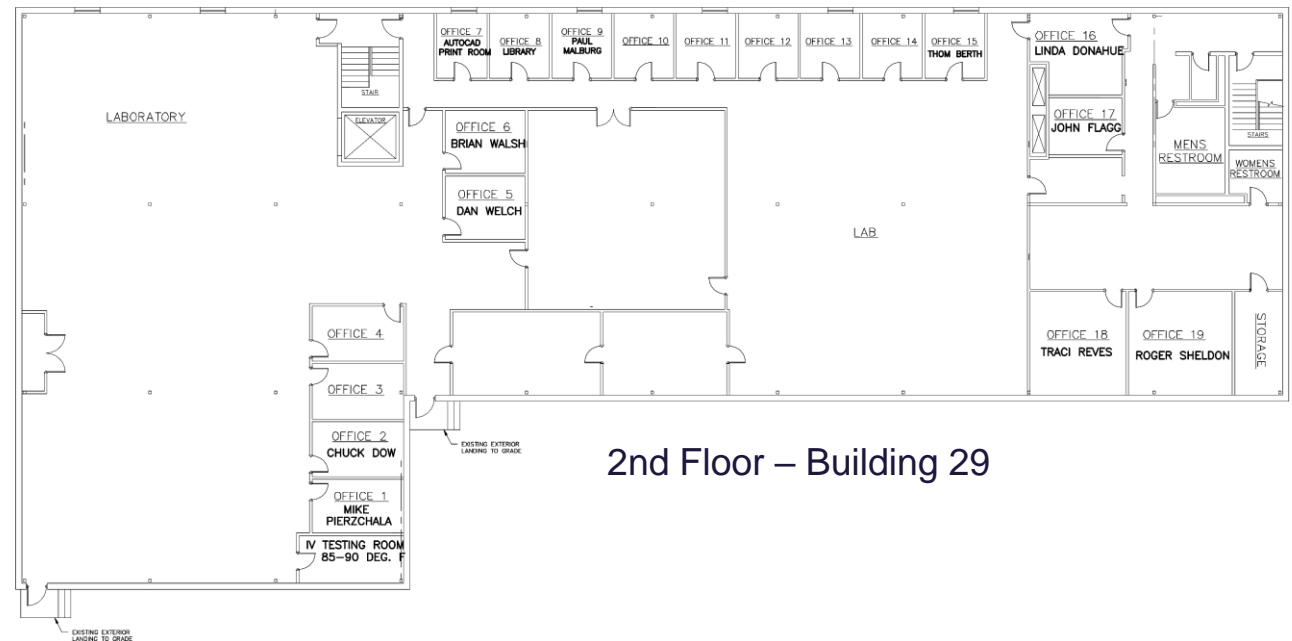 OFFICE 7
AUTOCAD
PRINT ROOM
OFFICE 8
LIBRARY
OFFICE 9
PAUL
MALBURG
OFFICE 10
OFFICE 11
OFFICE 12
OFFICE 13
OFFICE 14
OFFICE 15
THOM BERTH
OFFICE 16
LINDA DONAHUE
STAIR
LABORATORY
ELEVATOR
OFFICE 6
BRIAN WALSH
OFFICE 17
JOHN FLAGG
STAIRS
MENS
RESTROOM
WOMENS
RESTROOM
OFFICE 5
DAN WELCH
LAB
OFFICE 4
OFFICE 18
TRACI REVES
OFFICE 19
ROGER SHELDON
STORAGE
OFFICE 3
OFFICE 2
CHUCK DOW
EXISTING EXTERIOR
LANDING TO GRADE
2nd Floor – Building 29
OFFICE 1
MIKE
PIERZCHALA
IV TESTING ROOM
85-90 DEG. F
EXISTING EXTERIOR
LANDING TO GRADE